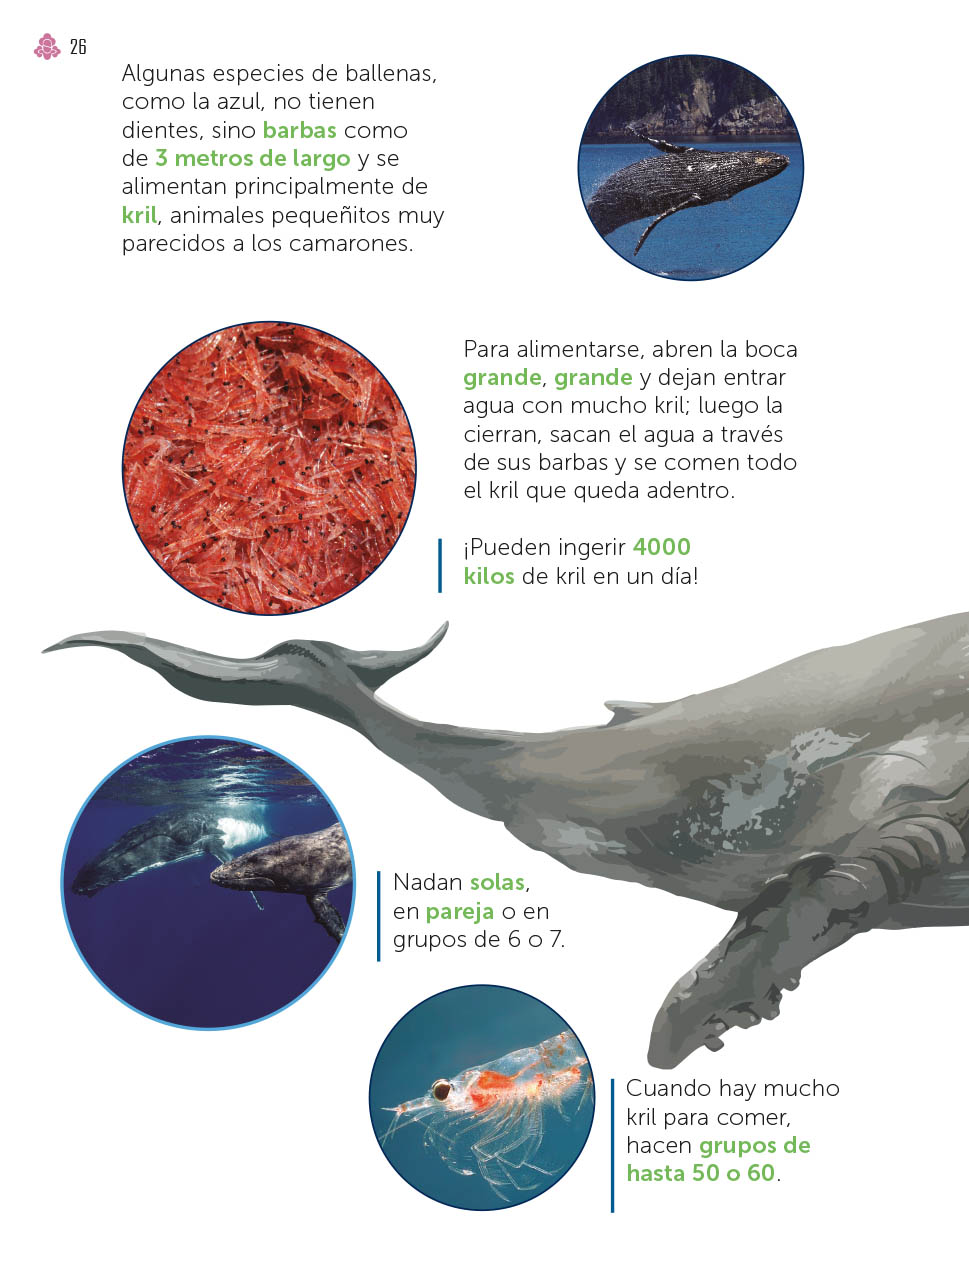 26
Algunas especies de ballenas,
como la azul, no tienen
dientes, sino barbas como
de 3 metros de largo y se
alimentan principalmente de
kril, animales pequeñitos muy
parecidos a los camarones.
Para alimentarse, abren la boca
grande, grande y dejan entrar
agua con mucho kril; luego la
cierran, sacan el agua a través
de sus barbas y se comen todo
el kril que queda adentro.
¡Pueden ingerir 4000
kilos de kril en un día!
Nadan solas,
en pareja o en
grupos de 6 o 7.
Cuando hay mucho
kril para comer,
hacen grupos de
hasta 50 o 60.